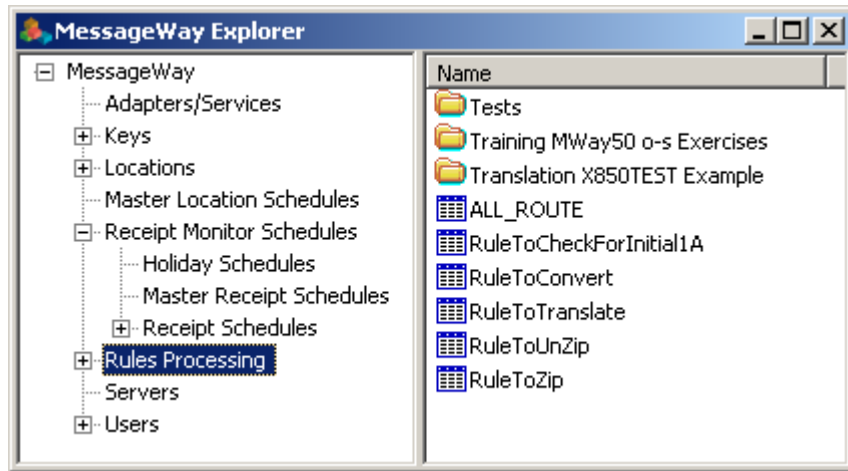 MessageWay Explorer
MessageWay
Adapters/Services
Keys
Locations
Master Location Schedules
Receipt Monitor Schedules
Holiday Schedules
Master Receipt Schedules
Receipt Schedules
Rules Processing
Servers
Users
Name
Tests
Training MWay50 o-s Exercises
Translation X850TEST Example
ALL_ROUTE
RuleToCheckForInitial1A
RuleToConvert
RuleToTranslate
RuleToUnZip
RuleToZip